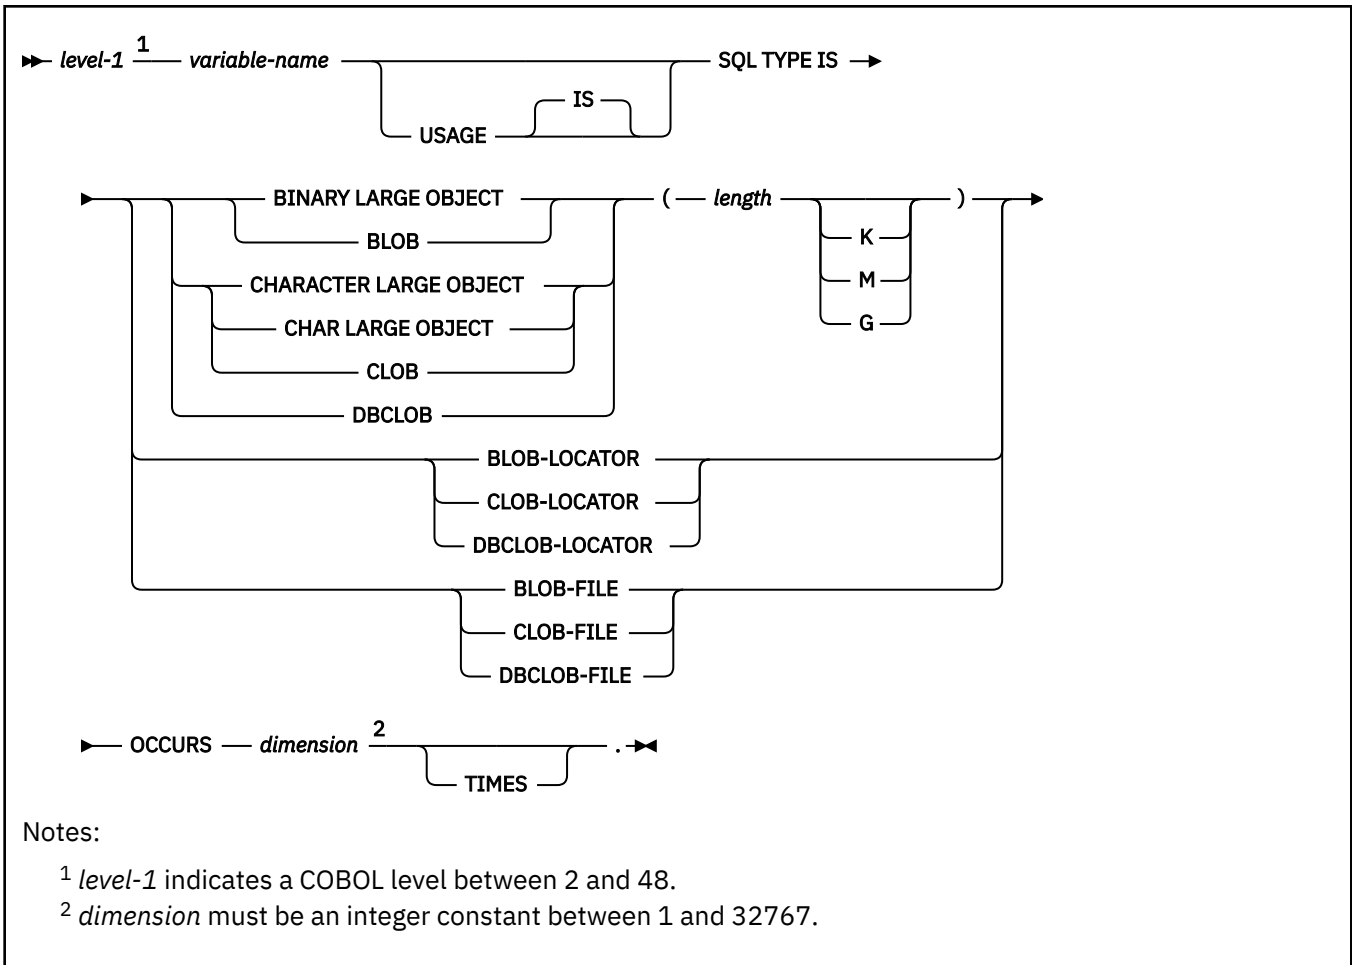 level-1 1 variable-name SQL TYPE IS
IS
USAGE
BINARY LARGE OBJECT ( length )
K
BLOB
M
CHARACTER LARGE OBJECT
G
CHAR LARGE OBJECT
CLOB
DBCLOB
BLOB-LOCATOR
CLOB-LOCATOR
DBCLOB-LOCATOR
BLOB-FILE
CLOB-FILE
DBCLOB-FILE
OCCURS dimension 2 .
TIMES
Notes:
1 level-1 indicates a COBOL level between 2 and 48.
2 dimension must be an integer constant between 1 and 32767.